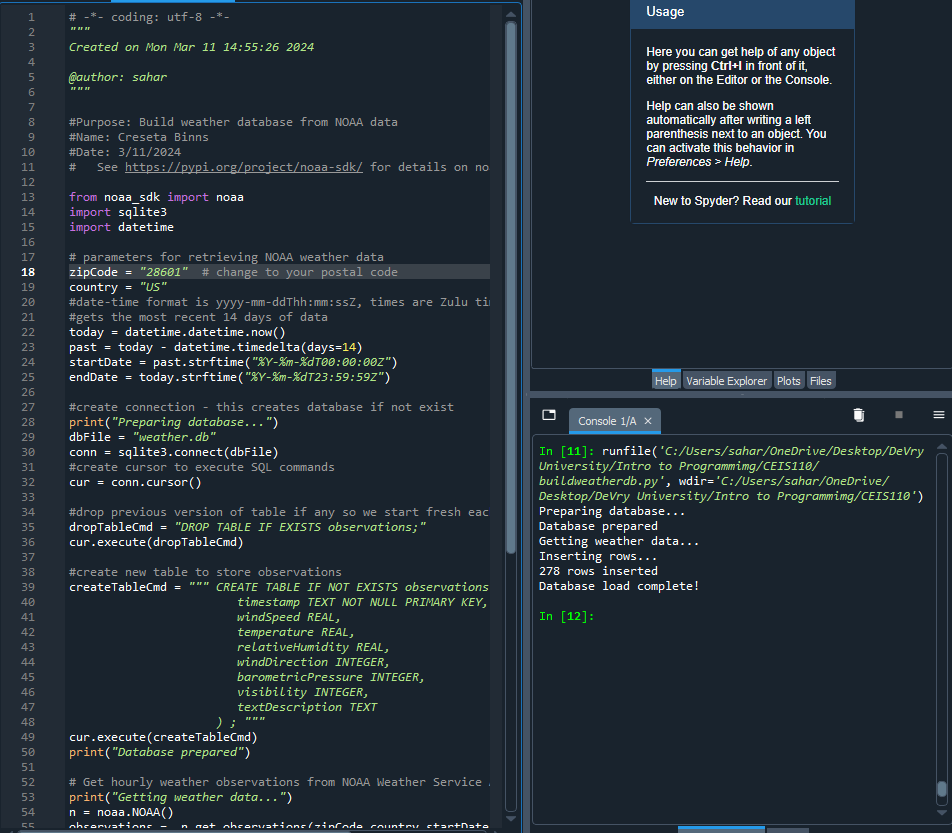 1 # -*- coding: utf-8 -*-
2 """
3 Created on Mon Mar 11 14:55:26 2024
4
5 @author: sahar
6 """
7
8 #Purpose: Build weather database from NOAA data
9 #Name: Creseta Binns
10 #Date: 3/11/2024
11 #   See https://pypi.org/project/noaa-sdk/ for details on no
12
13 from noaa_sdk import noaa
14 import sqlite3
15 import datetime
16
17 # parameters for retrieving NOAA weather data
18 zipCode = "28601"  # change to your postal code
19 country = "US"
20 #date-time format is yyyy-mm-ddThh:mm:ssZ, times are Zulu ti
21 #gets the most recent 14 days of data
22 today = datetime.datetime.now()
23 past = today - datetime.timedelta(days=14)
24 startDate = past.strftime("%Y-%m-%dT00:00:00Z")
25 endDate = today.strftime("%Y-%m-%dT23:59:59Z")
26
27 #create connection - this creates database if not exist
28 print("Preparing database...")
29 dbFile = "weather.db"
30 conn = sqlite3.connect(dbFile)
31 #create cursor to execute SQL commands
32 cur = conn.cursor()
33
34 #drop previous version of table if any so we start fresh eac
35 dropTableCmd = "DROP TABLE IF EXISTS observations;"
36 cur.execute(dropTableCmd)
37
38 #create new table to store observations
39 createTableCmd = """ CREATE TABLE IF NOT EXISTS observations
40                         timestamp TEXT NOT NULL PRIMARY KEY,
41                         windSpeed REAL,
42                         temperature REAL,
43                         relativeHumidity REAL,
44                         windDirection INTEGER,
45                         barometricPressure INTEGER,
46                         visibility INTEGER,
47                         textDescription TEXT
48                      ) ; """
49 cur.execute(createTableCmd)
50 print("Database prepared")
51
52 # Get hourly weather observations from NOAA Weather Service
53 print("Getting weather data...")
54 n = noaa.NOAA()
55 observations = n.get_observations(zipCode,country,startDate
Usage
Here you can get help of any object
by pressing Ctrl+I in front of it,
either on the Editor or the Console.
Help can also be shown
automatically after writing a left
parenthesis next to an object. You
can activate this behavior in
Preferences > Help.
New to Spyder? Read our tutorial
Help Variable Explorer Plots Files
Console 1/A
In [11]: runfile('C:/Users/sahar/OneDrive/Desktop/DeVry
University/Intro to Programmimg/CEIS110/
buildweatherdb.py', wdir='C:/Users/sahar/OneDrive/
Desktop/DeVry University/Intro to Programmimg/CEIS110')
Preparing database...
Database prepared
Getting weather data...
Inserting rows...
278 rows inserted
Database load complete!
In [12]: